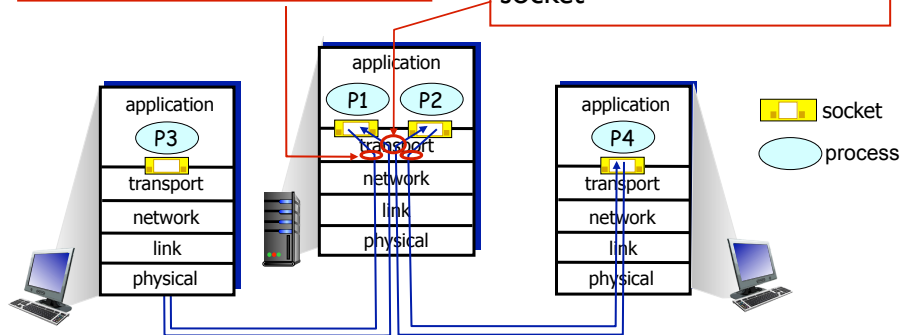 socket
application
P3
transport
network
link
physical
application
P1
P2
transport
network
link
physical
application
P4
transport
network
link
physical
socket
process